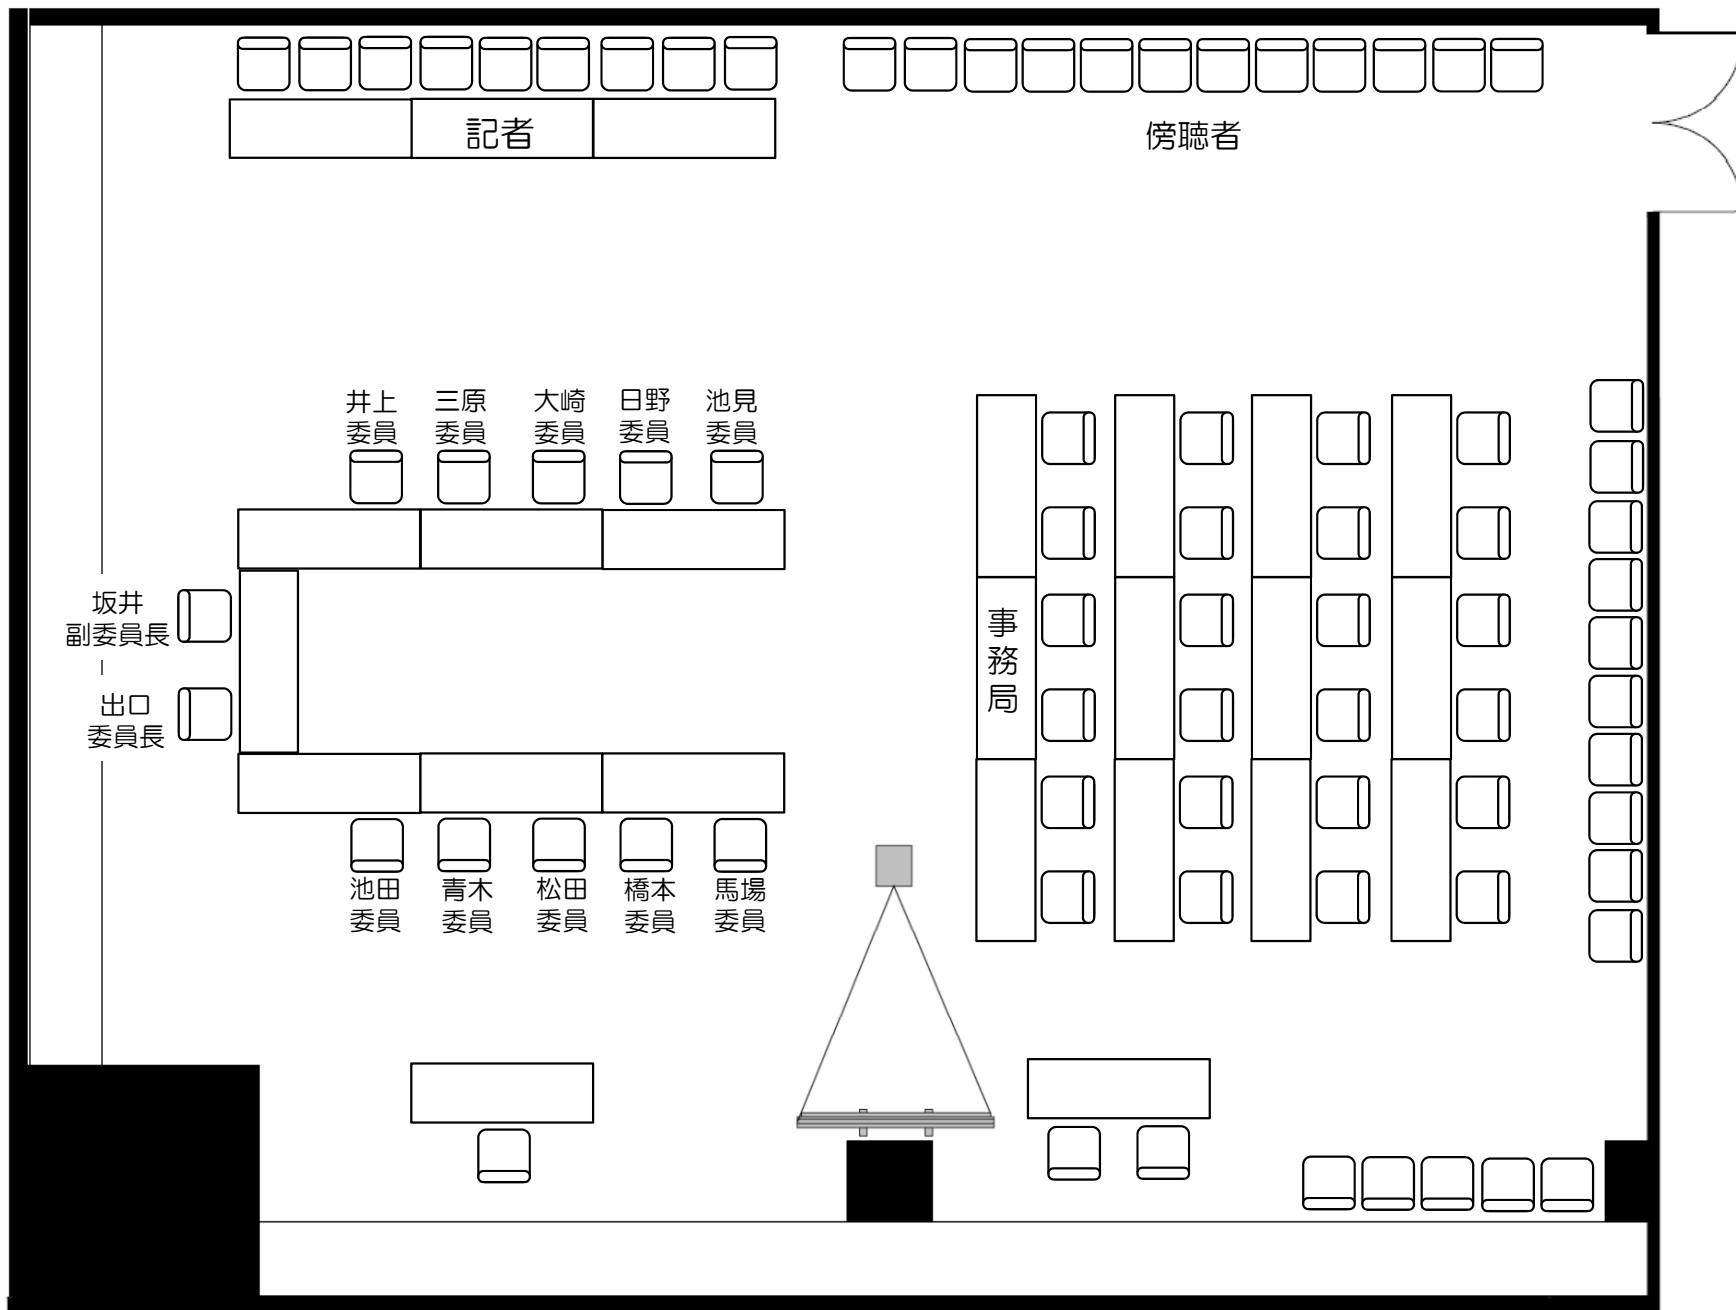 記者
傍聴者
井上
委員
三原
委員
大崎
委員
日野
委員
池見
委員
坂井
副委員長
出口
委員長
事務局
池田
委員
青木
委員
松田
委員
橋本
委員
馬場
委員